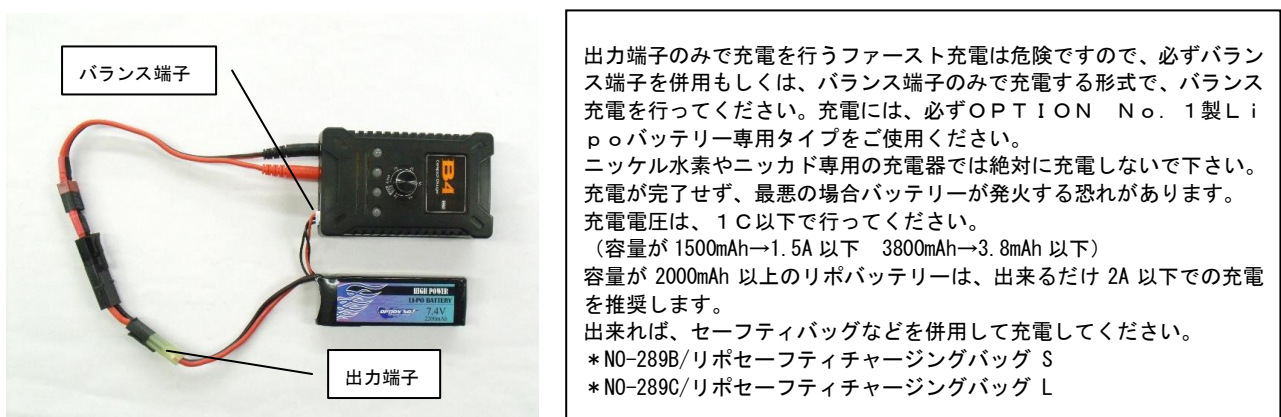 バランス端子
B4
HIGH POWER
LI-PO BATTERY
OPTION NO.1
7.4V
2200mAh
出力端子
出力端子のみで充電を行うファースト充電は危険ですので、必ずバラン
ス端子を併用もしくは、バランス端子のみで充電する形式で、バランス
充電を行ってください。充電には、必ずＯＰＴＩＯＮ　Ｎｏ．１製Ｌｉ
ｐｏバッテリー専用タイプをご使用ください。
ニッケル水素やニッカド専用の充電器では絶対に充電しないで下さい。
充電が完了せず、最悪の場合バッテリーが発火する恐れがあります。
充電電圧は、１Ｃ以下で行ってください。
（容量が 1500mAh→1.5A 以下　3800mAh→3.8mAh 以下）
容量が 2000mAh 以上のリポバッテリーは、出来るだけ 2A 以下での充電
を推奨します。
出来れば、セーフティバッグなどを併用して充電してください。
＊NO-289B/リポセーフティチャージングバッグ S
＊NO-289C/リポセーフティチャージングバッグ L